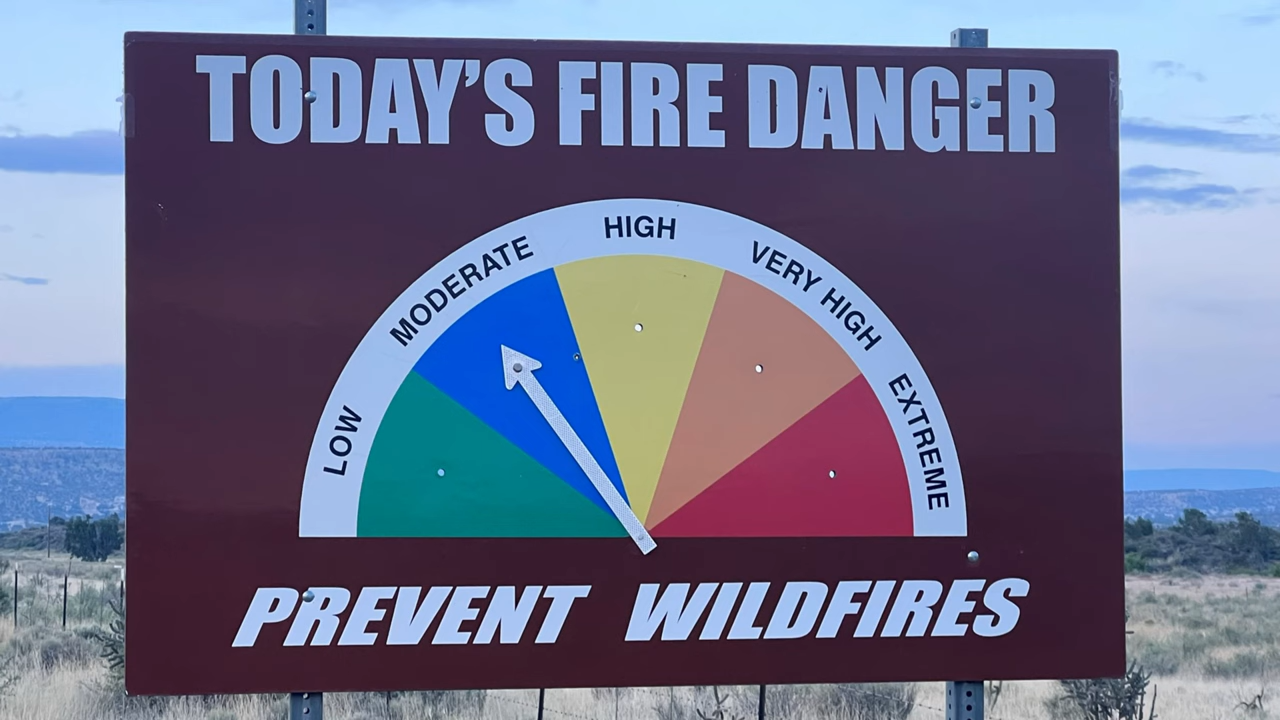 TODAY'S FIRE DANGER
LOW
MODERATE
HIGH
VERY HIGH
EXTREME
PREVENT WILDFIRES